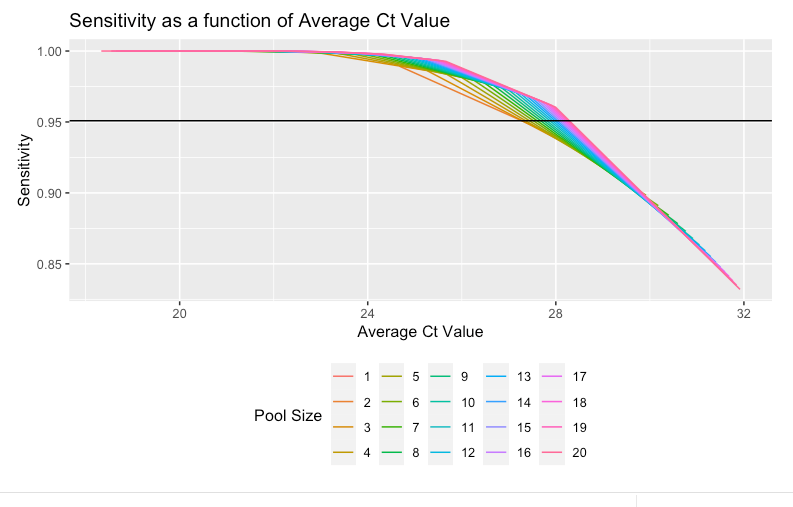 Sensitivity as a function of Average Ct Value
1.00
0.95
0.90
0.85
Sensitivity
20 24 28 32
Average Ct Value
Pool Size
1 5 9 13 17
2 6 10 14 18
3 7 11 15 19
4 8 12 16 20